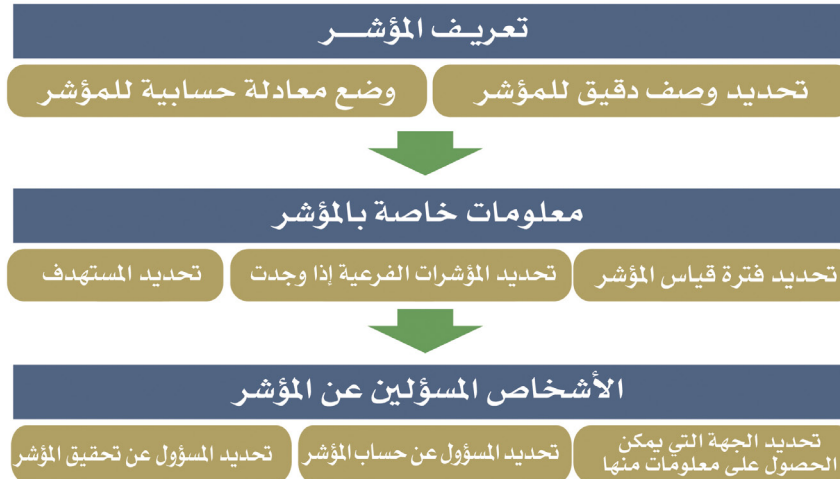 تعريف المؤشر
تحديد وصف دقيق للمؤشر
وضع معادلة حسابية للمؤشر
معلومات خاصة بالمؤشر
تحديد فترة قياس المؤشر
تحديد المؤشرات الفرعية إذا وجدت
تحديد المستهدف
الأشخاص المسؤلين عن المؤشر
تحديد الجهة التي يمكن
الحصول على معلومات منها
تحديد المسؤول عن حساب المؤشر
تحديد المسؤول عن تحقيق المؤشر